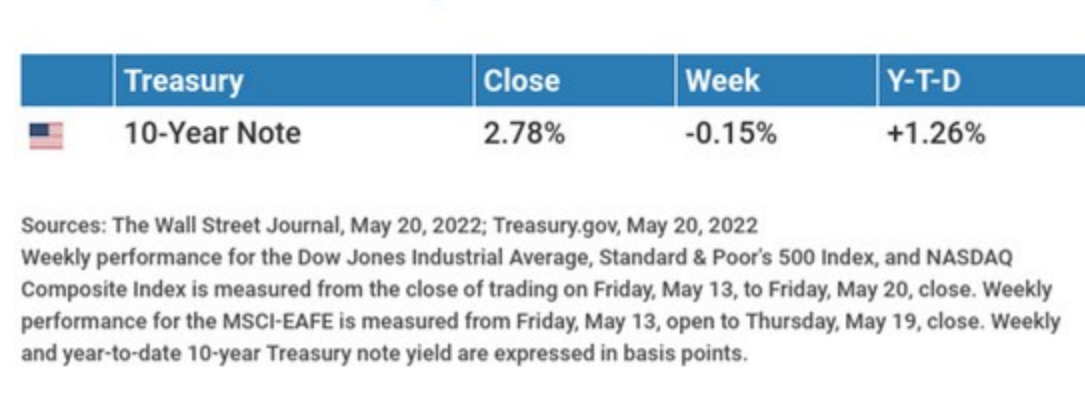 Treasury Close Week Y-T-D
10-Year Note 2.78% -0.15% +1.26%
Sources: The Wall Street Journal, May 20, 2022; Treasury.gov, May 20, 2022
Weekly performance for the Dow Jones Industrial Average, Standard & Poor's 500 Index, and NASDAQ
Composite Index is measured from the close of trading on Friday, May 13, to Friday, May 20, close. Weekly
performance for the MSCI-EAFE is measured from Friday, May 13, open to Thursday, May 19, close. Weekly
and year-to-date 10-year Treasury note yield are expressed in basis points.